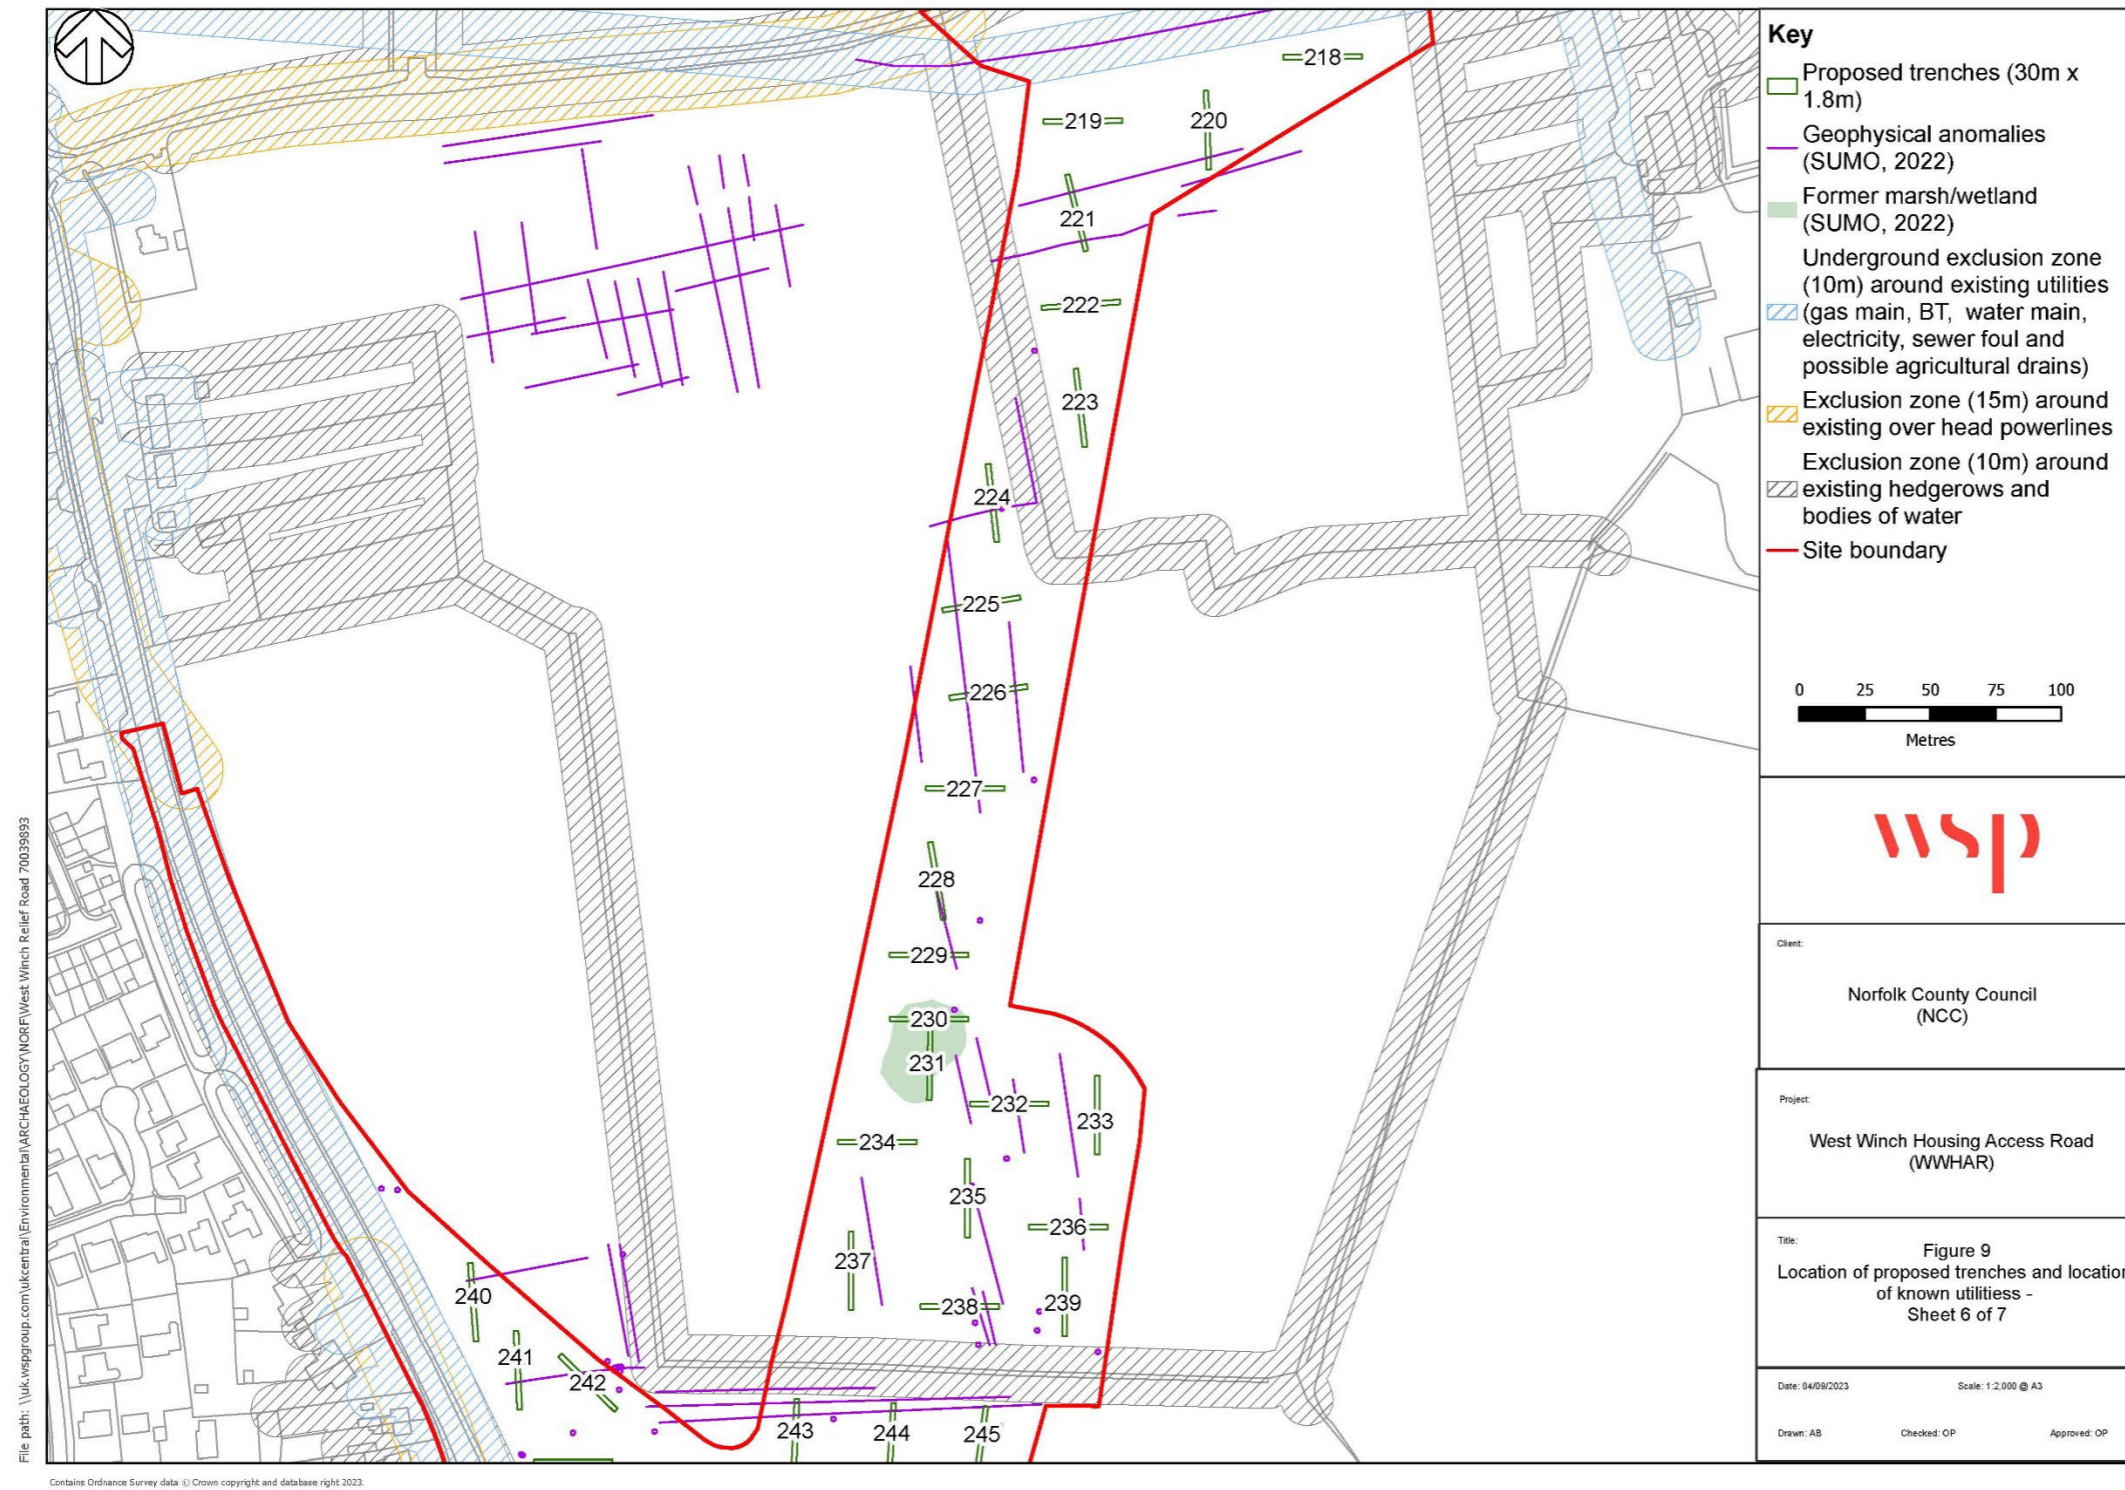 218
219
220
221
222
223
224
225
226
227
228
229
230
231
232
233
234
235
236
237
238
239
240
241
242
243
244
245
Key
Proposed trenches (30m x
1.8m)
Geophysical anomalies
(SUMO, 2022)
Former marsh/wetland
(SUMO, 2022)
Underground exclusion zone
(10m) around existing utilities
(gas main, BT, water main,
electricity, sewer foul and
possible agricultural drains)
Exclusion zone (15m) around
existing over head powerlines
Exclusion zone (10m) around
existing hedgerows and
bodies of water
Site boundary
0 25 50 75 100
Metres
wsp
Client:
Norfolk County Council
(NCC)
Project:
West Winch Housing Access Road
(WWHAR)
Title:
Figure 9
Location of proposed trenches and location
of known utilitiess -
Sheet 6 of 7
Date: 04/09/2023 Scale: 1:2,000 @ A3
Drawn: AB Checked: OP Approved: OP
File path: \\uk.wspgroup.com\ukcentral\Environmental\ARCHAEOLOGY\NORF\West Winch Relief Road 70039893
Contains Ordnance Survey data © Crown copyright and database right 2023.